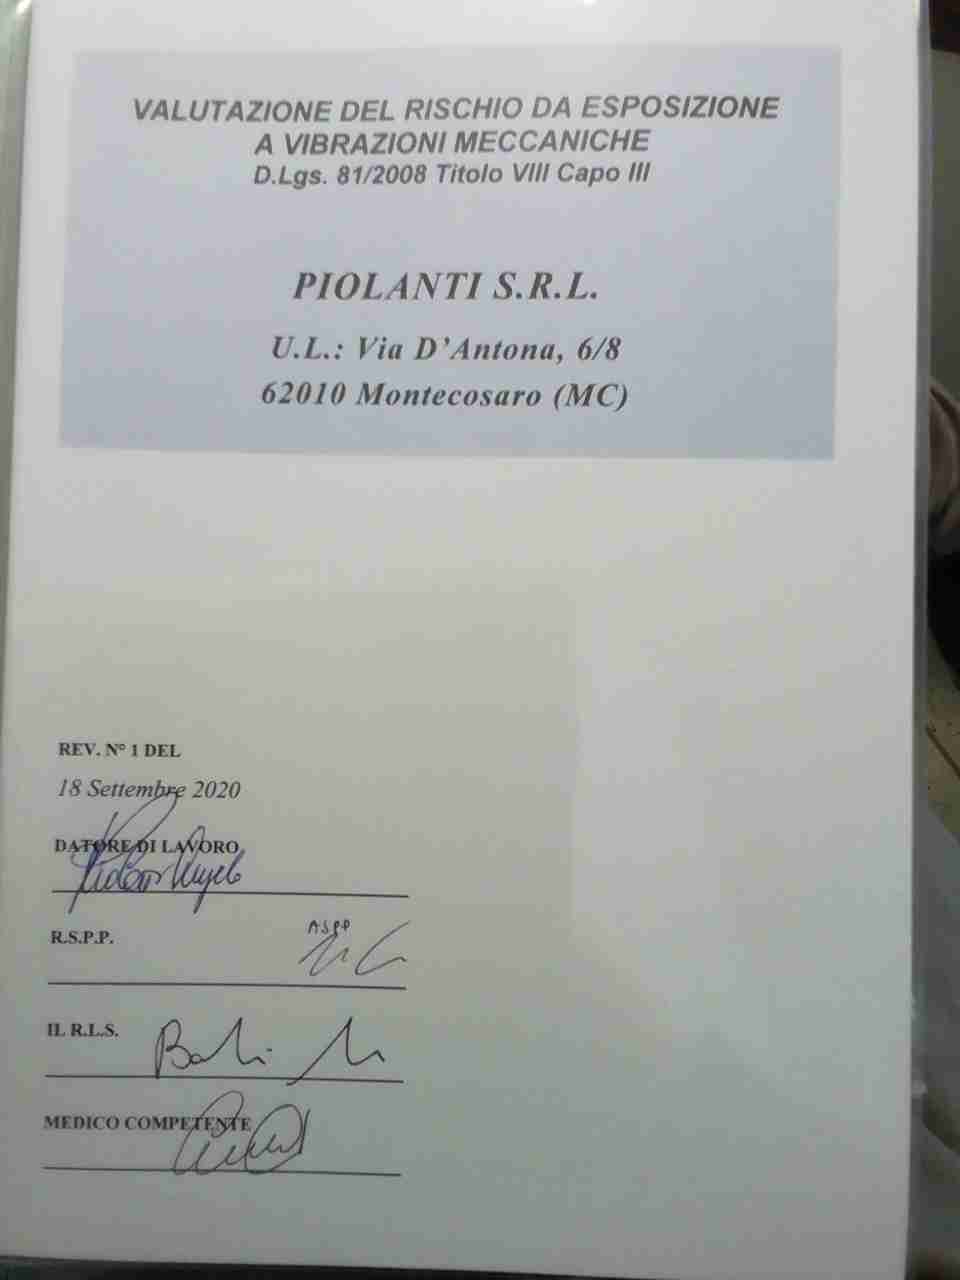 VALUTAZIONE DEL RISCHIO DA ESPOSIZIONE
A VIBRAZIONI MECCANICHE
D.Lgs. 81/2008 Titolo VIII Capo III
PIOLANTI S.R.L.
U.L.: Via D'Antona, 6/8
62010 Montecosaro (MC)
REV. N° 1 DEL
18 Settembre 2020
DATORE DI LAVORO
R.S.P.P.
ASPP
IL R.L.S.
MEDICO COMPETENTE